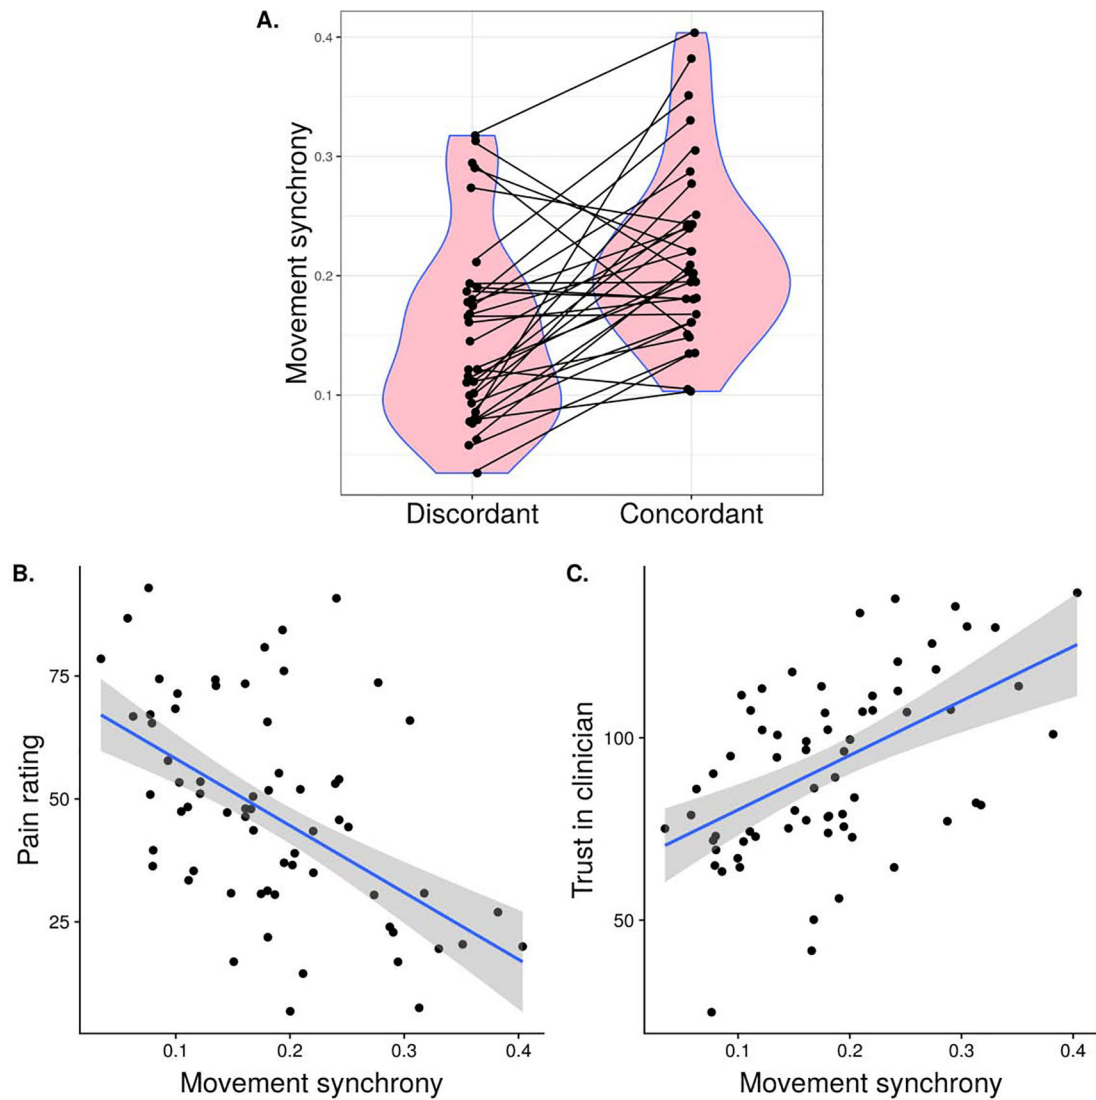 A.
Movement synchrony
0.4
0.3
0.2
0.1
Discordant Concordant
B.
Pain rating
75
50
25
0.1 0.2 0.3 0.4
Movement synchrony
C.
Trust in clinician
100
50
0.1 0.2 0.3 0.4
Movement synchrony